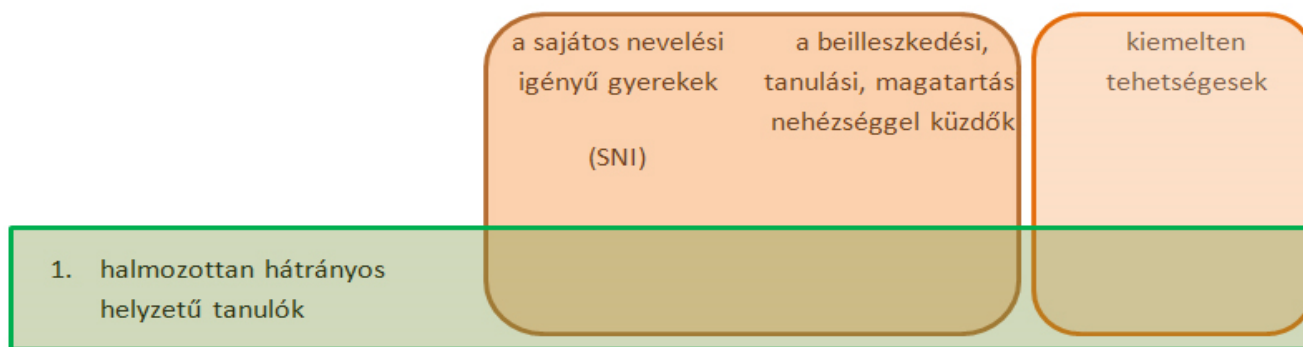 a sajátos nevelési
igényű gyerekek
(SNI)
a beilleszkedési,
tanulási, magatartás
nehézséggel küzdők
kiemelten
tehetségesek
1. halmozottan hátrányos
helyzetű tanulók